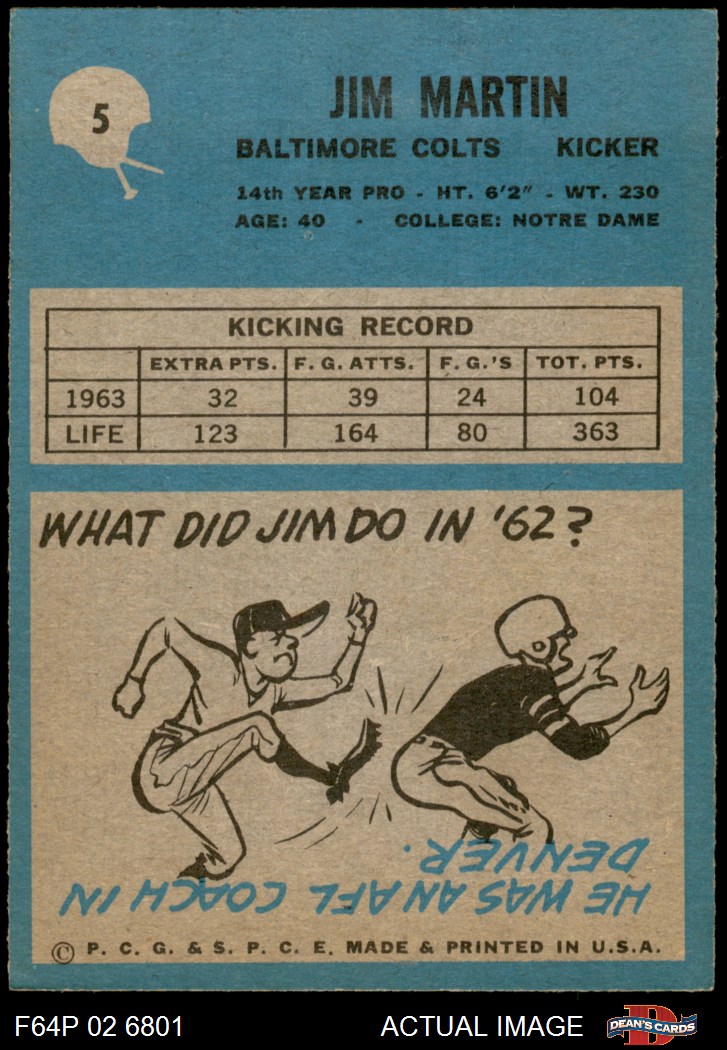 5
JIM MARTIN
BALTIMORE COLTS KICKER
14th YEAR PRO - HT. 6'2" - WT. 230
AGE: 40 - COLLEGE: NOTRE DAME
KICKING RECORD
EXTRA PTS. F. G. ATTS. F. G.'S TOT. PTS.
1963 32 39 24 104
LIFE 123 164 80 363
WHAT DID JIM DO IN '62?
HE WAS AN AFL COACH IN
DENVER.
© P. C. G. & S. P. C. E. MADE & PRINTED IN U.S.A.
F64P 02 6801 ACTUAL IMAGE D DEAN'S CARDS